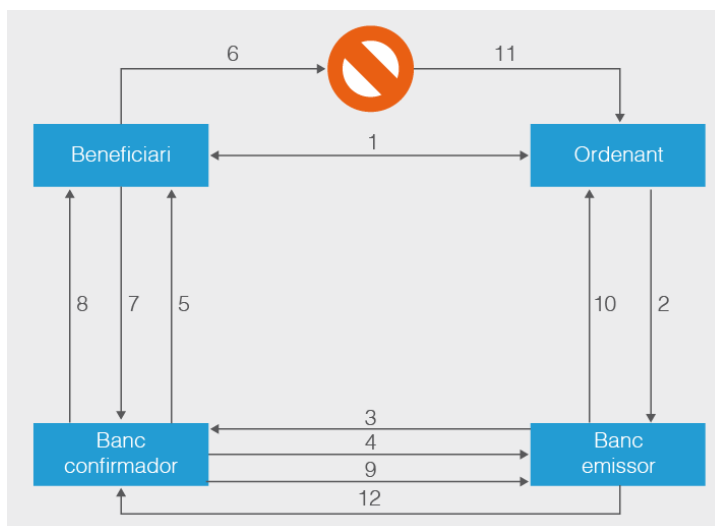 6
11
Beneficiari
1
Ordenant
8
7
5
10
2
Banc
confirmador
3
4
9
12
Banc
emissor